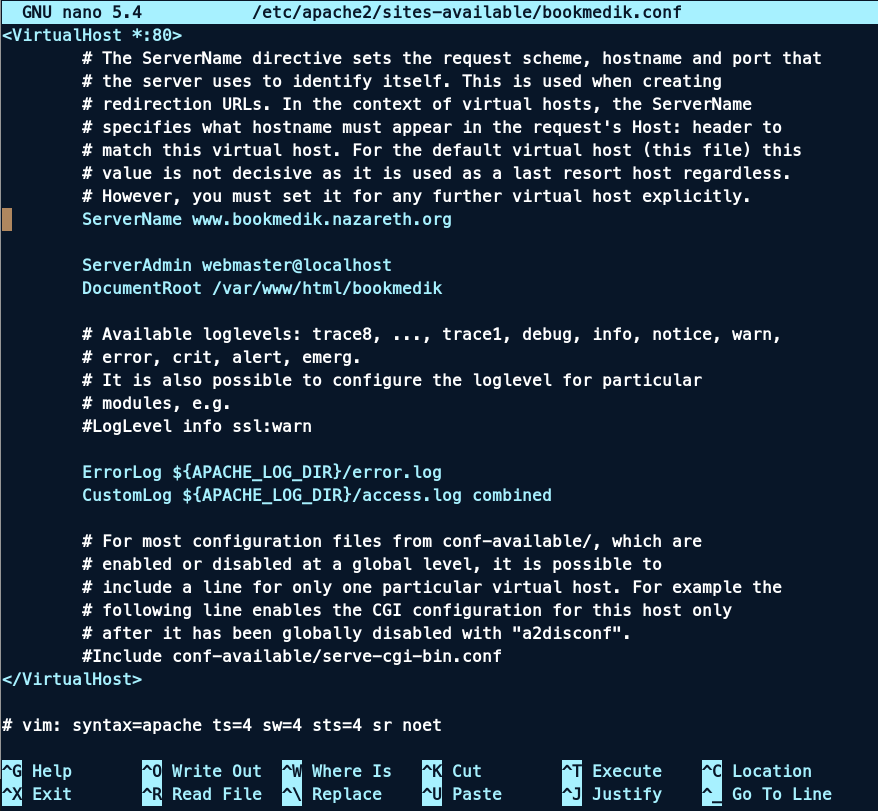 GNU nano 5.4 /etc/apache2/sites-available/bookmedik.conf
<VirtualHost *:80>
# The ServerName directive sets the request scheme, hostname and port that
# the server uses to identify itself. This is used when creating
# redirection URLs. In the context of virtual hosts, the ServerName
# specifies what hostname must appear in the request's Host: header to
# match this virtual host. For the default virtual host (this file) this
# value is not decisive as it is used as a last resort host regardless.
# However, you must set it for any further virtual host explicitly.
ServerName www.bookmedik.nazareth.org
ServerAdmin webmaster@localhost
DocumentRoot /var/www/html/bookmedik
# Available loglevels: trace8, ..., trace1, debug, info, notice, warn,
# error, crit, alert, emerg.
# It is also possible to configure the loglevel for particular
# modules, e.g.
#LogLevel info ssl:warn
ErrorLog ${APACHE_LOG_DIR}/error.log
CustomLog ${APACHE_LOG_DIR}/access.log combined
# For most configuration files from conf-available/, which are
# enabled or disabled at a global level, it is possible to
# include a line for only one particular virtual host. For example the
# following line enables the CGI configuration for this host only
# after it has been globally disabled with "a2disconf".
#Include conf-available/serve-cgi-bin.conf
</VirtualHost>
# vim: syntax=apache ts=4 sw=4 sts=4 sr noet
^G Help ^O Write Out ^W Where Is ^K Cut ^T Execute ^C Location
^X Exit ^R Read File ^\ Replace ^U Paste ^J Justify ^_ Go To Line